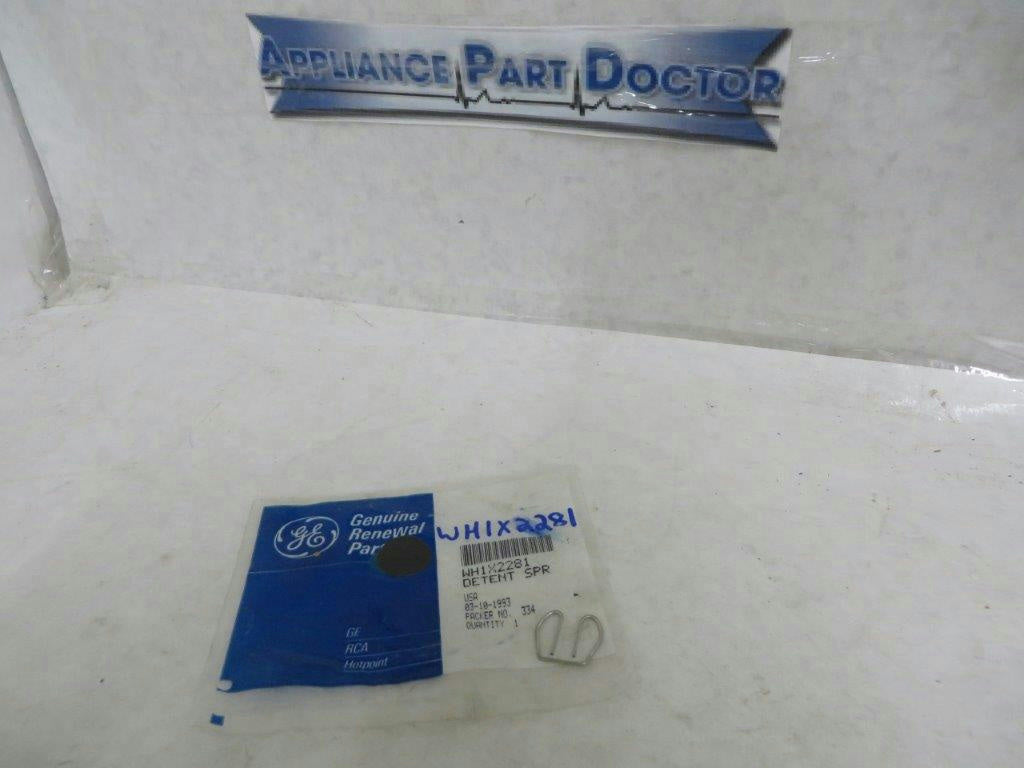 APPLIANCE PART DOCTOR
GE
Genuine
Renewal
GE
RCA
Hotpoint
WH1X2281
WH1X2281
DETENT SPR
USA
03-10-1993
PACKER NO. 334
QUANTITY 1